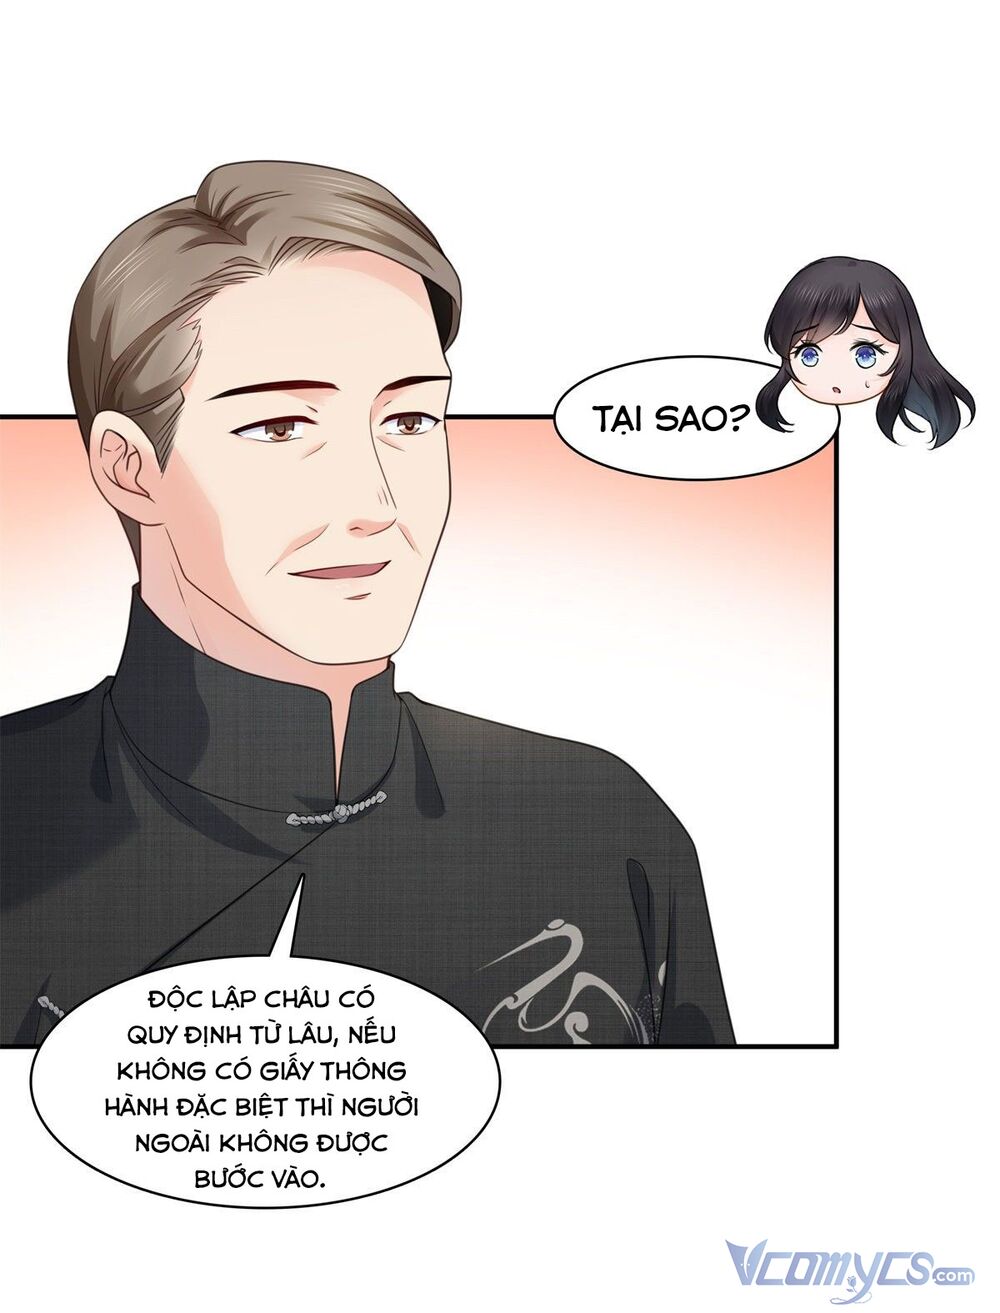 TẠI SAO?
ĐỘC LẬP CHÂU CÓ
QUY ĐỊNH TỪ LÂU, NẾU
KHÔNG CÓ GIẤY THÔNG
HÀNH ĐẶC BIỆT THÌ NGƯỜI
NGOÀI KHÔNG ĐƯỢC
BƯỚC VÀO.
VCOMYCS.com